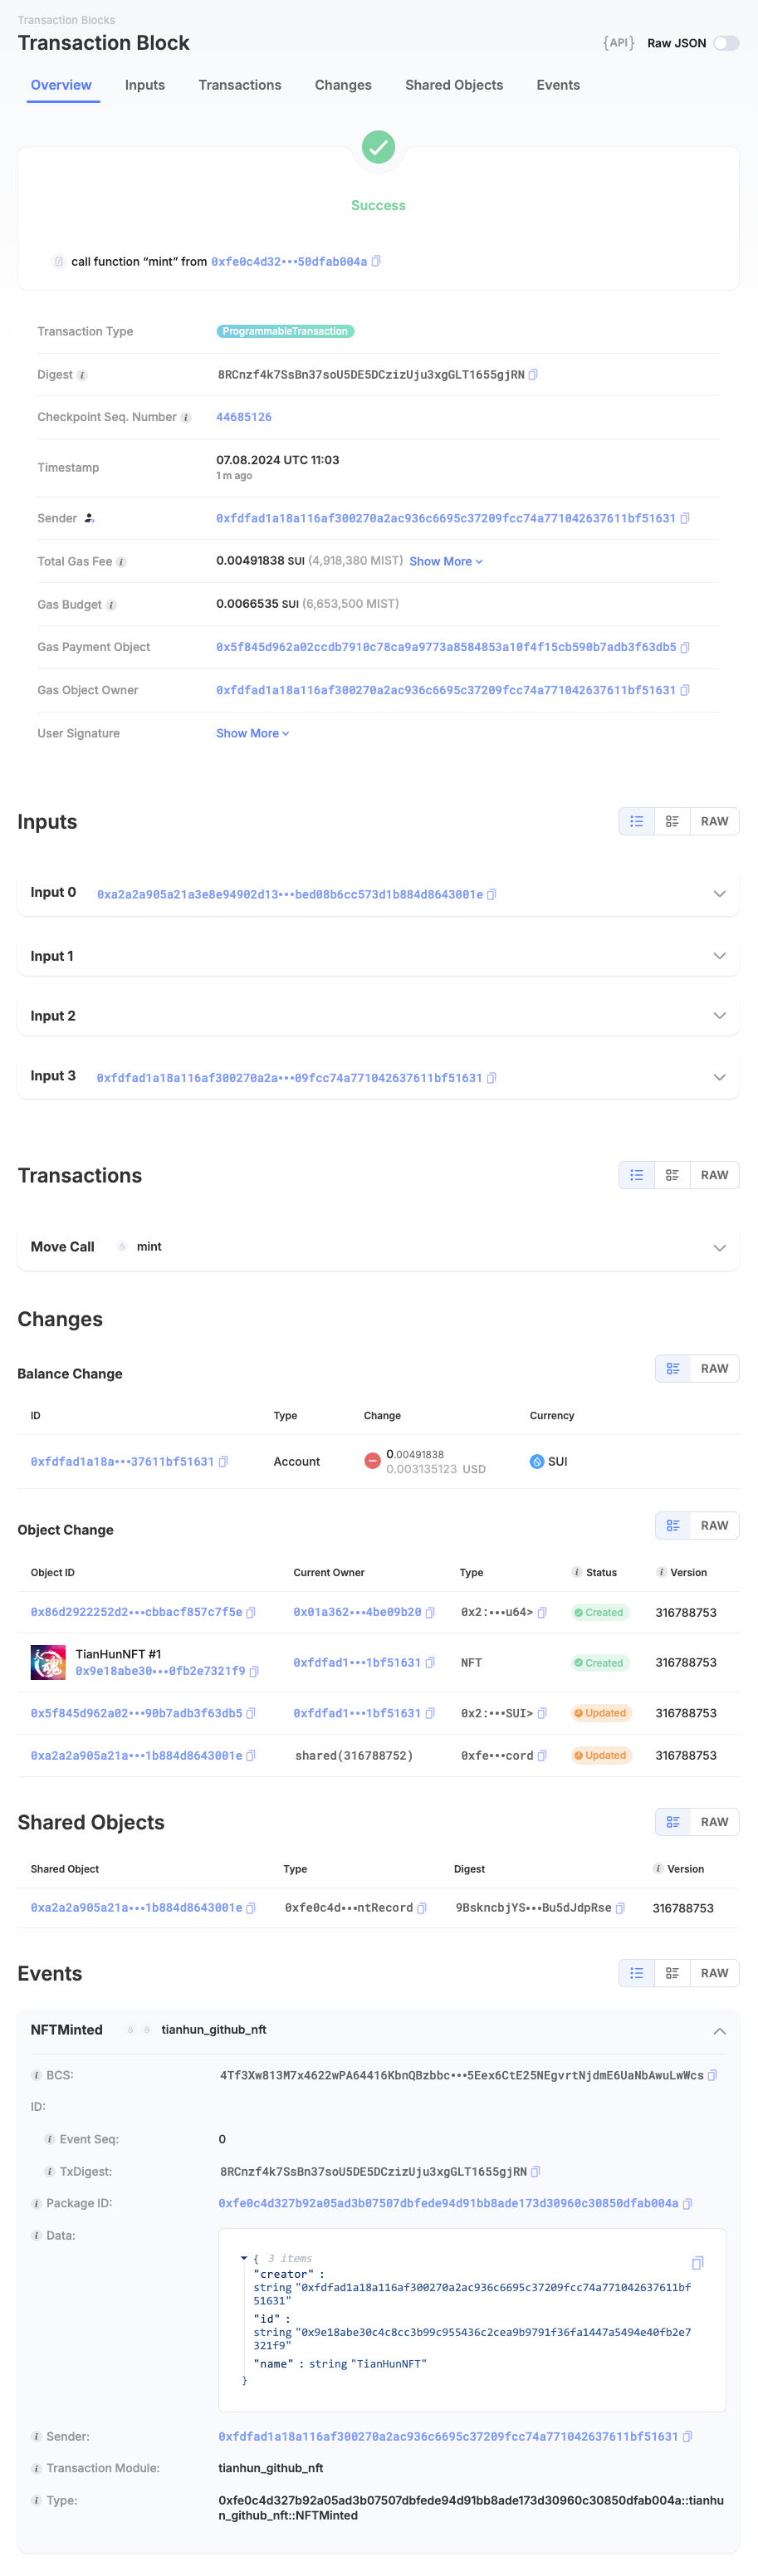 Transaction Blocks
Transaction Block
{API} Raw JSON
Overview Inputs Transactions Changes Shared Objects Events
Success
call function “mint” from 0xfe0c4d32•••50dfab004a
Transaction Type ProgrammableTransaction
Digest 8RCnzf4k7SsBn37soU5DE5DCzizUju3xgGLT1655gjRN
Checkpoint Seq. Number 44685126
Timestamp 07.08.2024 UTC 11:03
1 m ago
Sender 0xfdfad1a18a116af300270a2ac936c6695c37209fcc74a771042637611bf51631
Total Gas Fee 0.00491838 SUI (4,918,380 MIST) Show More
Gas Budget 0.0066535 SUI (6,653,500 MIST)
Gas Payment Object 0x5f845d962a02ccdb7910c78ca9a9773a8584853a10f4f15cb590b7adb3f63db5
Gas Object Owner 0xfdfad1a18a116af300270a2ac936c6695c37209fcc74a771042637611bf51631
User Signature Show More
Inputs RAW
Input 0 0xa2a2a905a21a3e8e94902d13•••bed08b6cc573d1b884d8643001e
Input 1
Input 2
Input 3 0xfdfad1a18a116af300270a2a•••09fcc74a771042637611bf51631
Transactions RAW
Move Call mint
Changes
Balance Change RAW
ID Type Change Currency
0xfdfad1a18a•••37611bf51631 Account 0.00491838 SUI
0.003135123 USD
Object Change RAW
Object ID Current Owner Type Status Version
0x86d2922252d2•••cbbacf857c7f5e 0x01a362•••4be09b20 0x2:•••u64> Created 316788753
TianHunNFT #1
0x9e18abe30•••0fb2e7321f9 0xfdfad1•••1bf51631 NFT Created 316788753
0x5f845d962a02•••90b7adb3f63db5 0xfdfad1•••1bf51631 0x2:•••SUI> Updated 316788753
0xa2a2a905a21a•••1b884d8643001e shared(316788752) 0xfe•••cord Updated 316788753
Shared Objects RAW
Shared Object Type Digest Version
0xa2a2a905a21a•••1b884d8643001e 0xfe0c4d•••ntRecord 9BskncbjYS•••Bu5dJdpRse 316788753
Events RAW
NFTMinted tianhun_github_nft
BCS: 4Tf3Xw813M7x4622wPA64416KbnQBzbbc•••5Eex6CtE25NEgvrtNjdmE6UaNbAwuLwWcs
ID:
Event Seq: 0
TxDigest: 8RCnzf4k7SsBn37soU5DE5DCzizUju3xgGLT1655gjRN
Package ID: 0xfe0c4d327b92a05ad3b07507dbfede94d91bb8ade173d30960c30850dfab004a
Data:
{ 3 items
"creator" :
string "0xfdfad1a18a116af300270a2ac936c6695c37209fcc74a771042637611bf
51631"
"id" :
string "0x9e18abe30c4c8cc3b99c955436c2cea9b9791f36fa1447a5494e40fb2e7
321f9"
"name" : string "TianHunNFT"
}
Sender: 0xfdfad1a18a116af300270a2ac936c6695c37209fcc74a771042637611bf51631
Transaction Module: tianhun_github_nft
Type: 0xfe0c4d327b92a05ad3b07507dbfede94d91bb8ade173d30960c30850dfab004a::tianhu
n_github_nft::NFTMinted